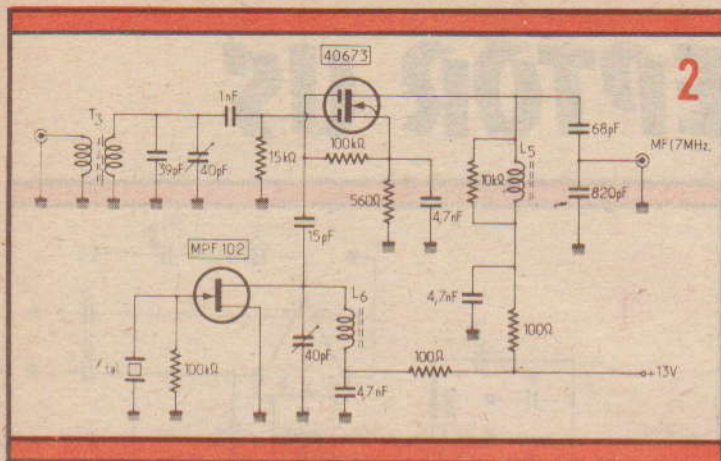 2
40673
1nF
T3
100kΩ
68pF
L5
39pF
40pF
15kΩ
10kΩ
MF(7MHz,
560Ω
4,7nF
820pF
15pF
MPF 102
L6
4,7nF
100Ω
40pF
100kΩ
100Ω
4,7nF
+13V